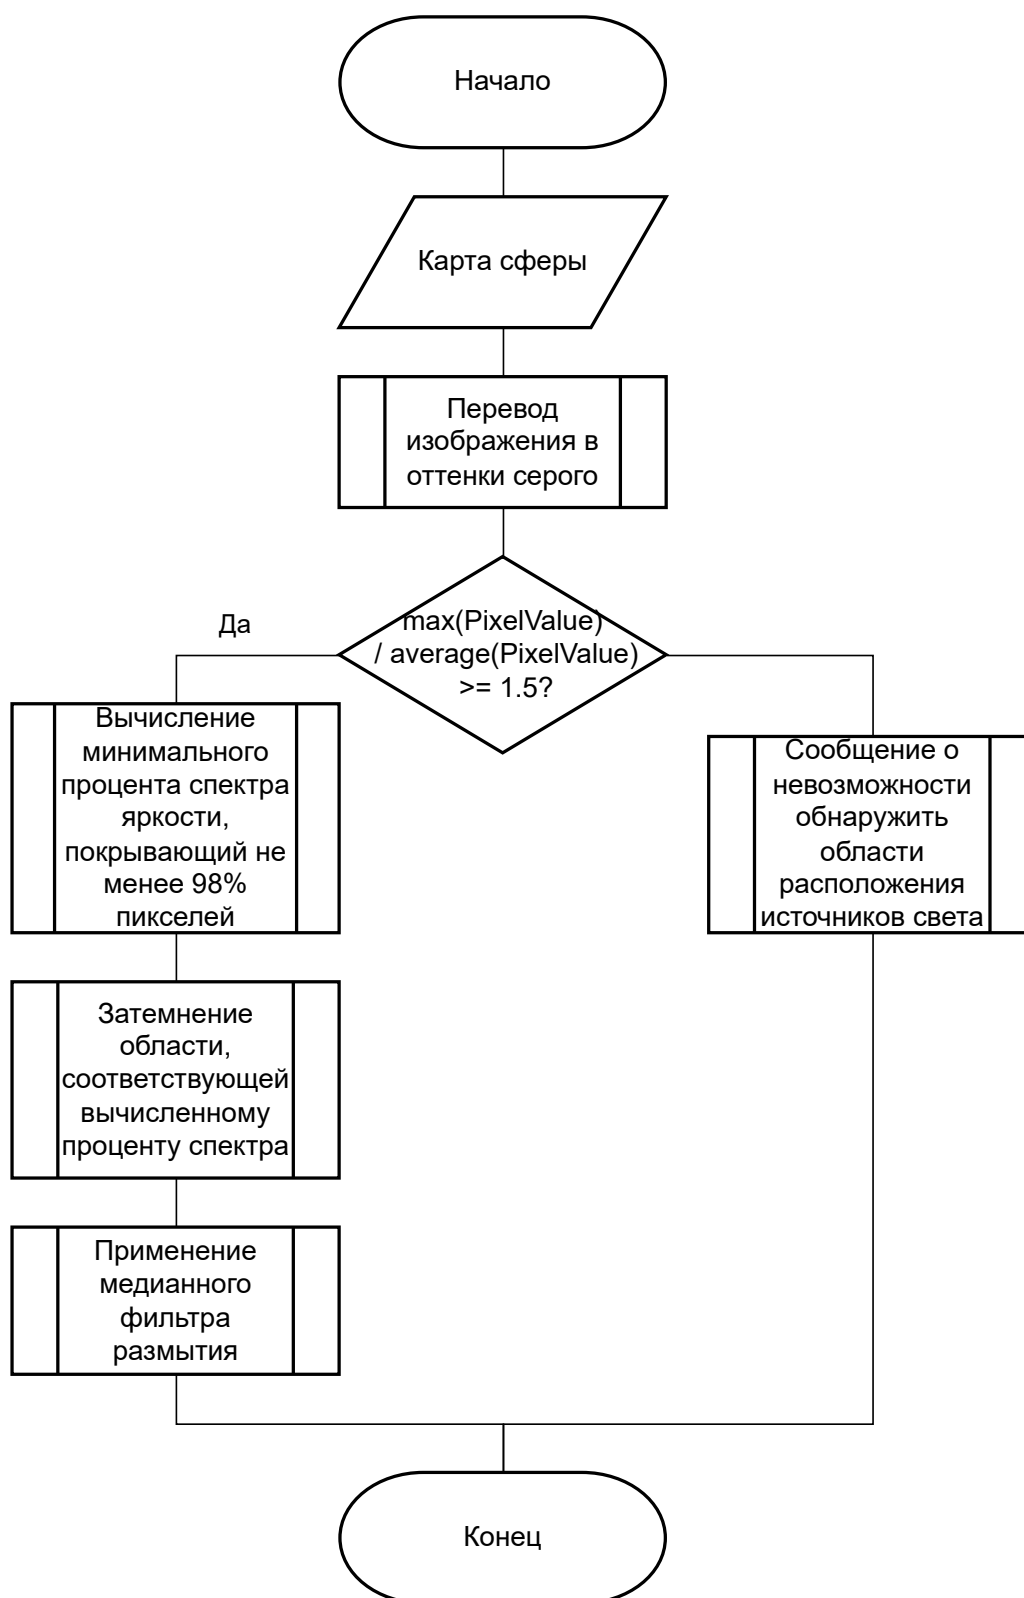 Начало
Карта сферы
Перевод
изображения в
оттенки серого
max(PixelValue)
/ average(PixelValue)
>= 1.5?
Да
Вычисление
минимального
процента спектра
яркости,
покрывающий не
менее 98%
пикселей
Сообщение о
невозможности
обнаружить
области
расположения
источников света
Затемнение
области,
соответствующей
вычисленному
проценту спектра
Применение
медианного
фильтра
размытия
Конец